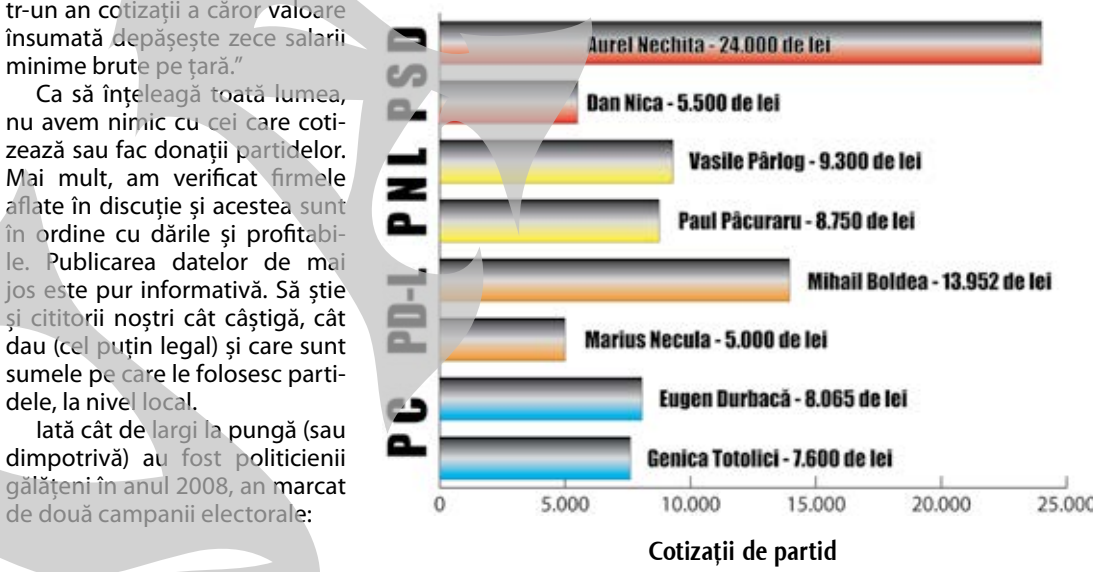 tr-un an cotizații a căror valoare
însumată depășește zece salarii
minime brute pe țară.”
Ca să înțeleagă toată lumea,
nu avem nimic cu cei care coti-
zează sau fac donații partidelor.
Mai mult, am verificat firmele
aflate în discuție și acestea sunt
în ordine cu dările și profitabi-
le. Publicarea datelor de mai
jos este pur informativă. Să știe
și cititorii noștri cât câștigă, cât
dau (cel puțin legal) și care sunt
sumele pe care le folosesc parti-
dele, la nivel local.
Iată cât de largi la pungă (sau
dimpotrivă) au fost politicienii
gălățeni în anul 2008, an marcat
de două campanii electorale:
PSD
Aurel Nechita - 24.000 de lei
Dan Nica - 5.500 de lei
PNL
Vasile Pârlog - 9.300 de lei
Paul Păcuraru - 8.750 de lei
PD-L
Mihail Boldea - 13.952 de lei
Marius Necula - 5.000 de lei
PC
Eugen Durbacă - 8.065 de lei
Genica Totolici - 7.600 de lei
0 5.000 10.000 15.000 20.000 25.000
Cotizații de partid